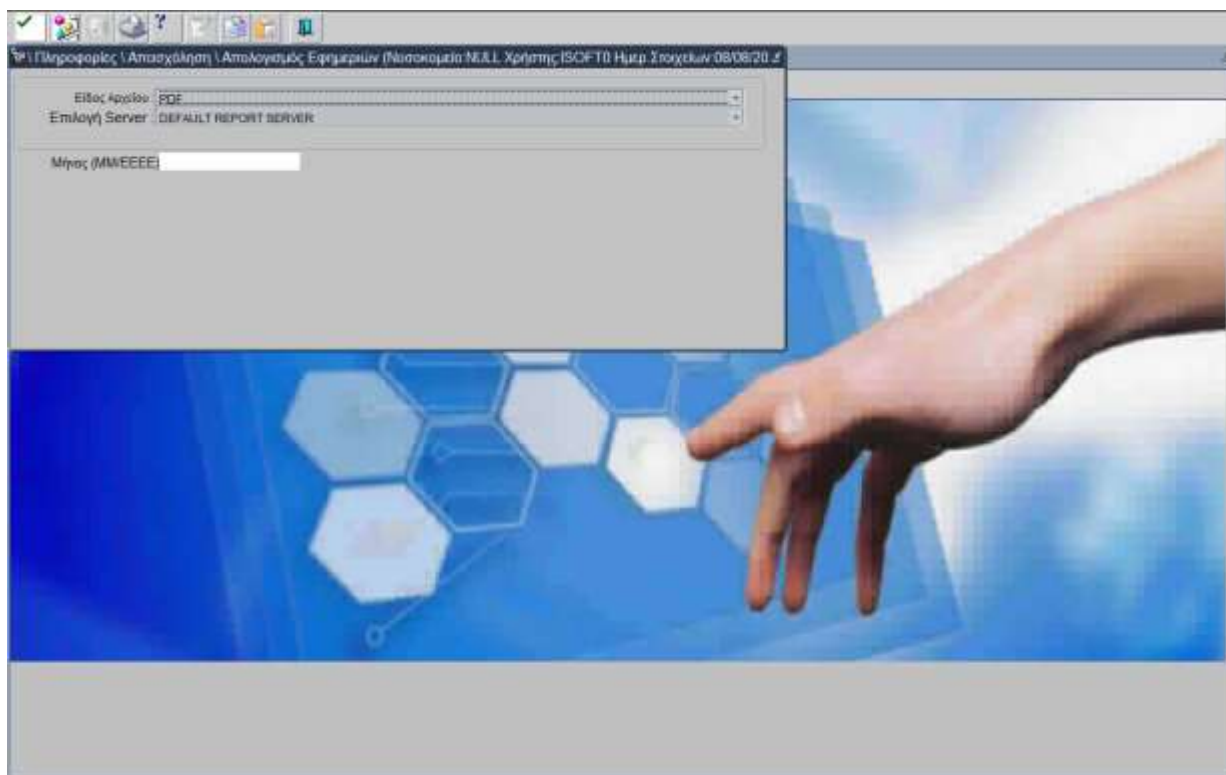 \ Πληροφορίες \ Απασχόληση \ Απολογισμός Εφημεριών (Νοσοκομείο NULL Χρήστης ISOFT0 Ημερ. Στοιχείων 08/08/20
Είδος Αρχείου PDF
Επιλογή Server DEFAULT REPORT SERVER
Μήνας (ΜΜ/ΕΕΕΕ)